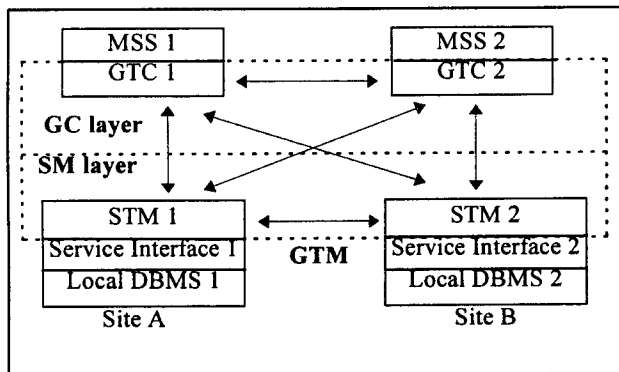 MSS 1
MSS 2
GTC 1
GTC 2
GC layer
SM layer
STM 1
STM 2
Service Interface 1
GTM
Service Interface 2
Local DBMS 1
Local DBMS 2
Site A
Site B